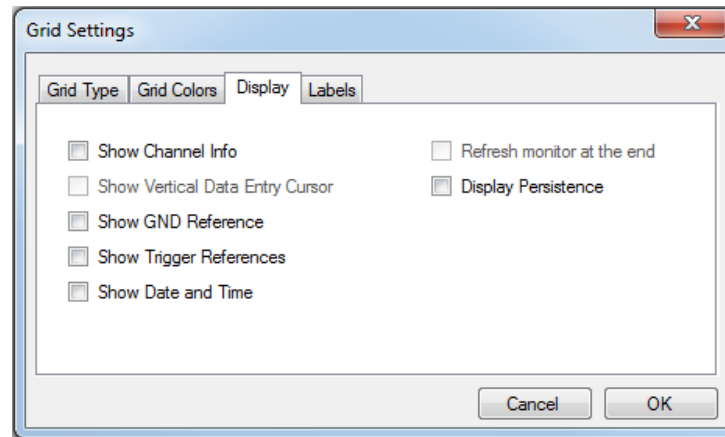 Grid Settings
Grid Type Grid Colors Display Labels
Show Channel Info
Show Vertical Data Entry Cursor
Show GND Reference
Show Trigger References
Show Date and Time
Refresh monitor at the end
Display Persistence
Cancel OK